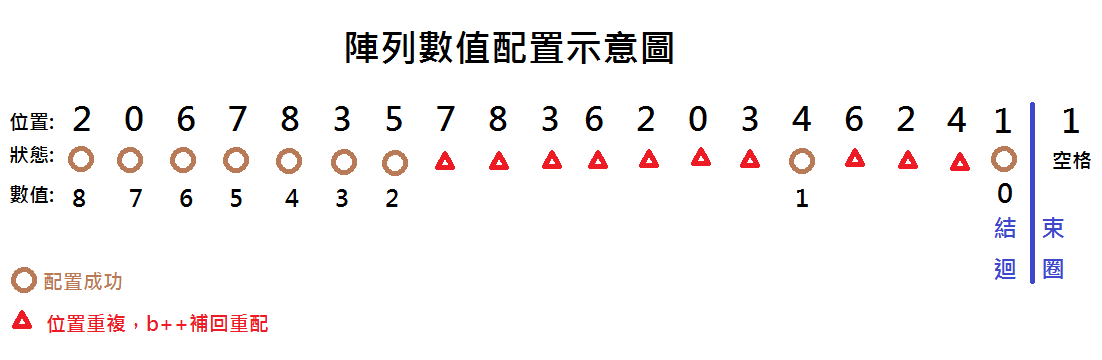 陣列數值配置示意圖
位置: 2 0 6 7 8 3 5 7 8 3 6 2 0 3 4 6 2 4 1 1
狀態: 空格
數值: 8 7 6 5 4 3 2 1 0
結 束
迴 圈
配置成功
位置重複，b++補回重配